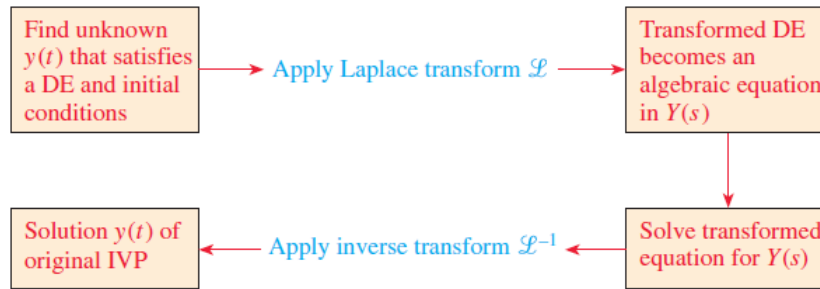 Find unknown
y(t) that satisfies
a DE and initial
conditions
Apply Laplace transform ℒ
Transformed DE
becomes an
algebraic equation
in Y(s)
Solve transformed
equation for Y(s)
Apply inverse transform ℒ⁻¹
Solution y(t) of
original IVP